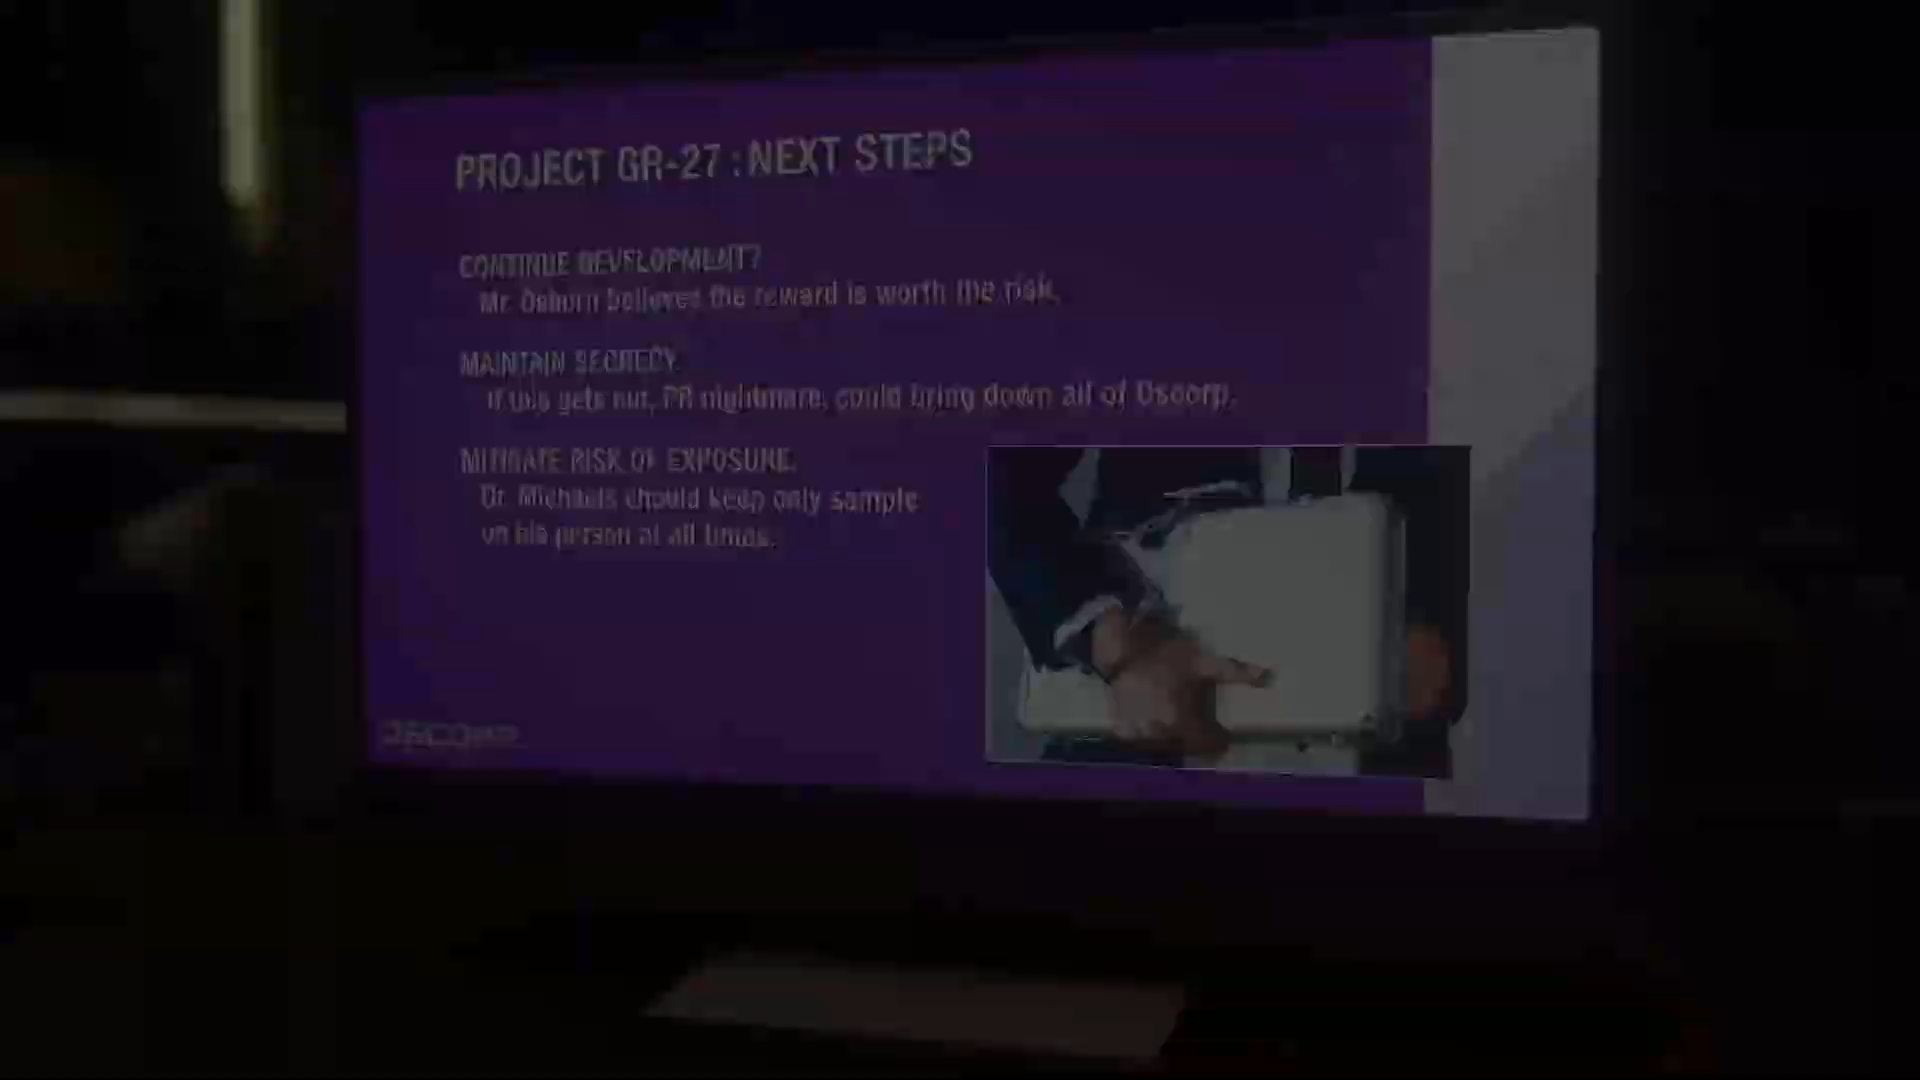 PROJECT GR-27 : NEXT STEPS
CONTINUE DEVELOPMENT?
Mr. Osborn believes the reward is worth the risk.
MAINTAIN SECRECY.
If this gets out, PR nightmare, could bring down all of Oscorp.
MITIGATE RISK OF EXPOSURE.
Dr. Michaels should keep only sample
on his person at all times.
OSCORP